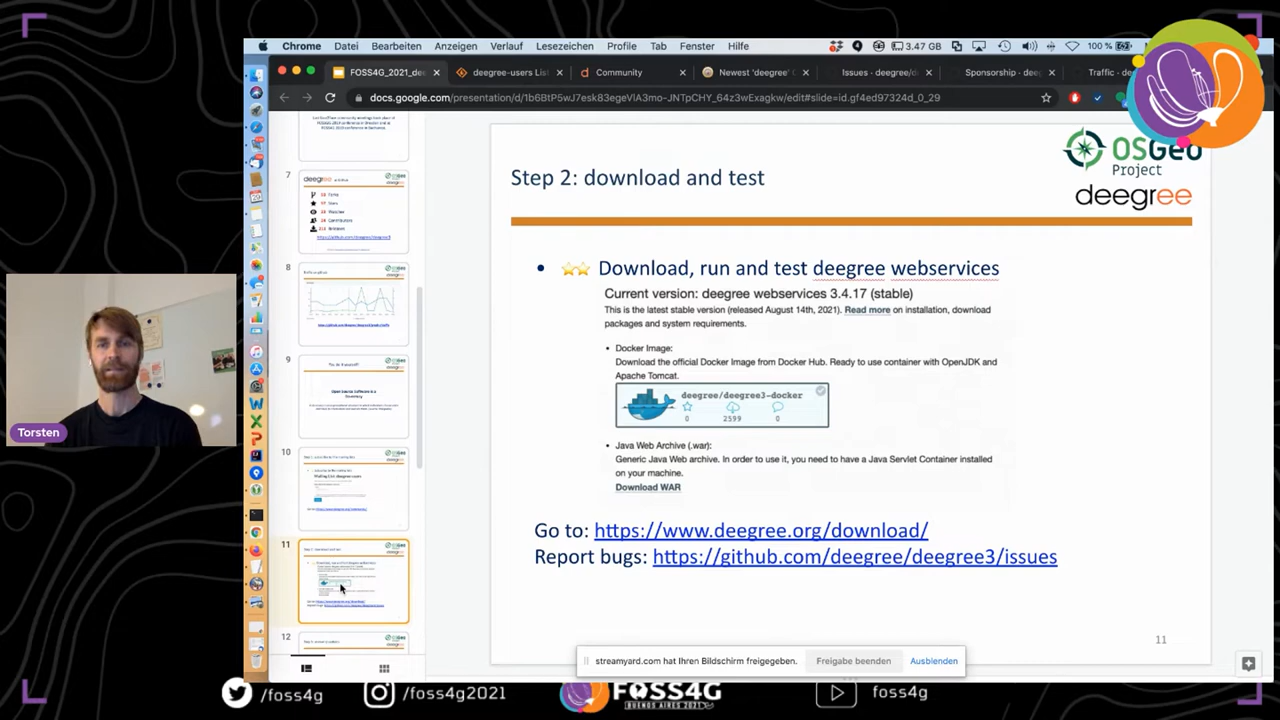 Chrome Datei Bearbeiten Anzeigen Verlauf Lesezeichen Profile Tab Fenster Hilfe 3.47 GB 100 %
FOSS4G_2021_dee deegree-users List Community Newest 'deegree' Q Issues · deegree/d Sponsorship · deegr Traffic · dee
docs.google.com/presentation/d/1b6BtP5wJ7esk83egeVlA3mo-JNTpCHY_64z3wExagkw/edit#slide=id.gf4ed97324d_0_29
7
8
9
10
11
12
OSGeo
Project
deegree
Step 2: download and test
• Download, run and test deegree webservices
Current version: deegree webservices 3.4.17 (stable)
This is the latest stable version (released August 14th, 2021). Read more on installation, download
packages and system requirements.
• Docker Image:
Download the official Docker Image from Docker Hub. Ready to use container with OpenJDK and
Apache Tomcat.
deegree/deegree3-docker
0 2599 0
• Java Web Archive (.war):
Generic Java Web archive. In order to use it, you need to have a Java Servlet Container installed
on your machine.
Download WAR
Go to: https://www.deegree.org/download/
Report bugs: https://github.com/deegree/deegree3/issues
11
streamyard.com hat Ihren Bildschirm freigegeben. Freigabe beenden Ausblenden
Torsten
/foss4g /foss4g2021 FOSS4G foss4g
BUENOS AIRES 2021